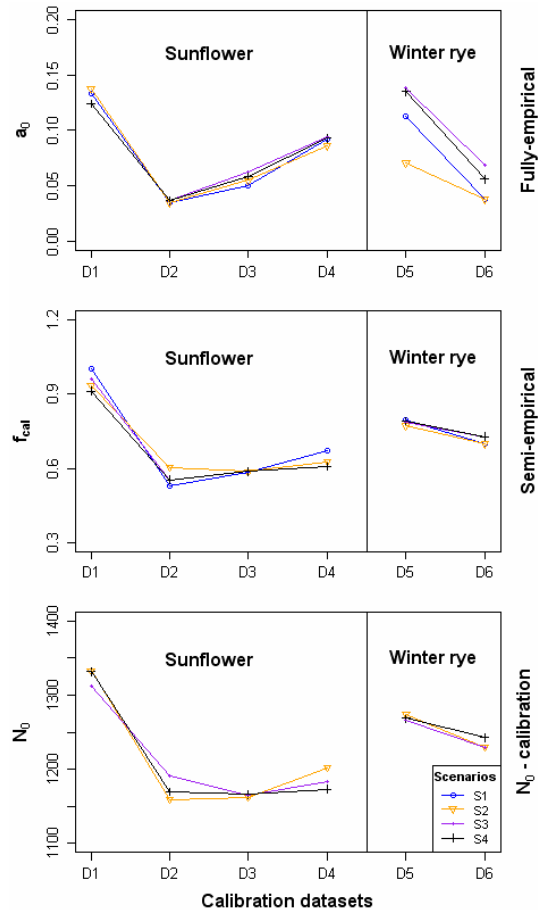 Sunflower
Winter rye
0.20
0.15
0.10
0.05
0.00
a0
Fully-empirical
D1 D2 D3 D4 D5 D6
Sunflower
Winter rye
1.2
0.9
0.6
0.3
fcal
Semi-empirical
D1 D2 D3 D4 D5 D6
Sunflower
Winter rye
1400
1300
1200
1100
N0
N0 - calibration
Scenarios
S1
S2
S3
S4
D1 D2 D3 D4 D5 D6
Calibration datasets